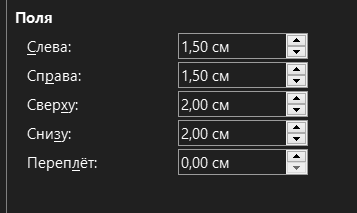 Поля
Слева: 1,50 см
Справа: 1,50 см
Сверху: 2,00 см
Снизу: 2,00 см
Переплёт: 0,00 см